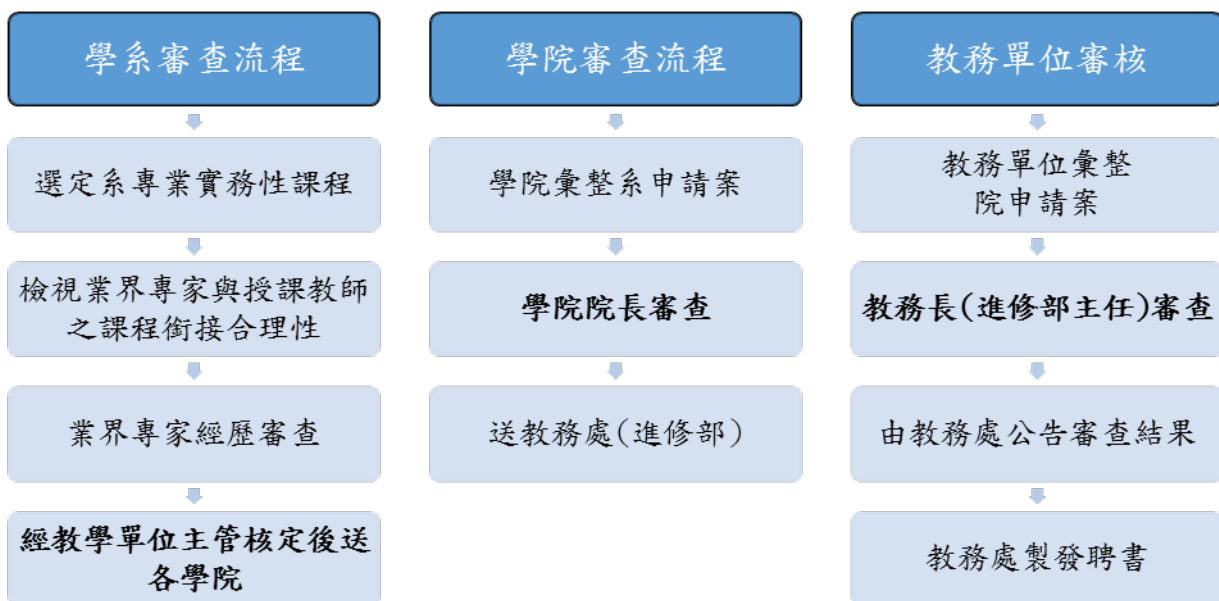 學系審查流程
選定系專業實務性課程
檢視業界專家與授課教師
之課程銜接合理性
業界專家經歷審查
經教學單位主管核定後送
各學院
學院審查流程
學院彙整系申請案
學院院長審查
送教務處(進修部)
教務單位審核
教務單位彙整
院申請案
教務長(進修部主任)審查
由教務處公告審查結果
教務處製發聘書